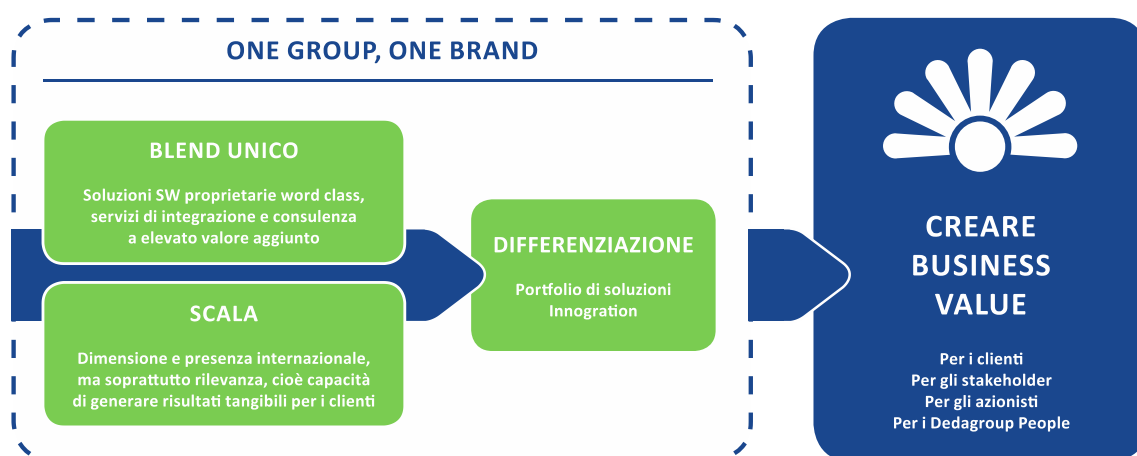 ONE GROUP, ONE BRAND
BLEND UNICO
Soluzioni SW proprietarie word class,
servizi di integrazione e consulenza
a elevato valore aggiunto
SCALA
Dimensione e presenza internazionale,
ma soprattutto rilevanza, cioè capacità
di generare risultati tangibili per i clienti
DIFFERENZIAZIONE
Portfolio di soluzioni
Innogration
CREARE
BUSINESS
VALUE
Per i clienti
Per gli stakeholder
Per gli azionisti
Per i Dedagroup People